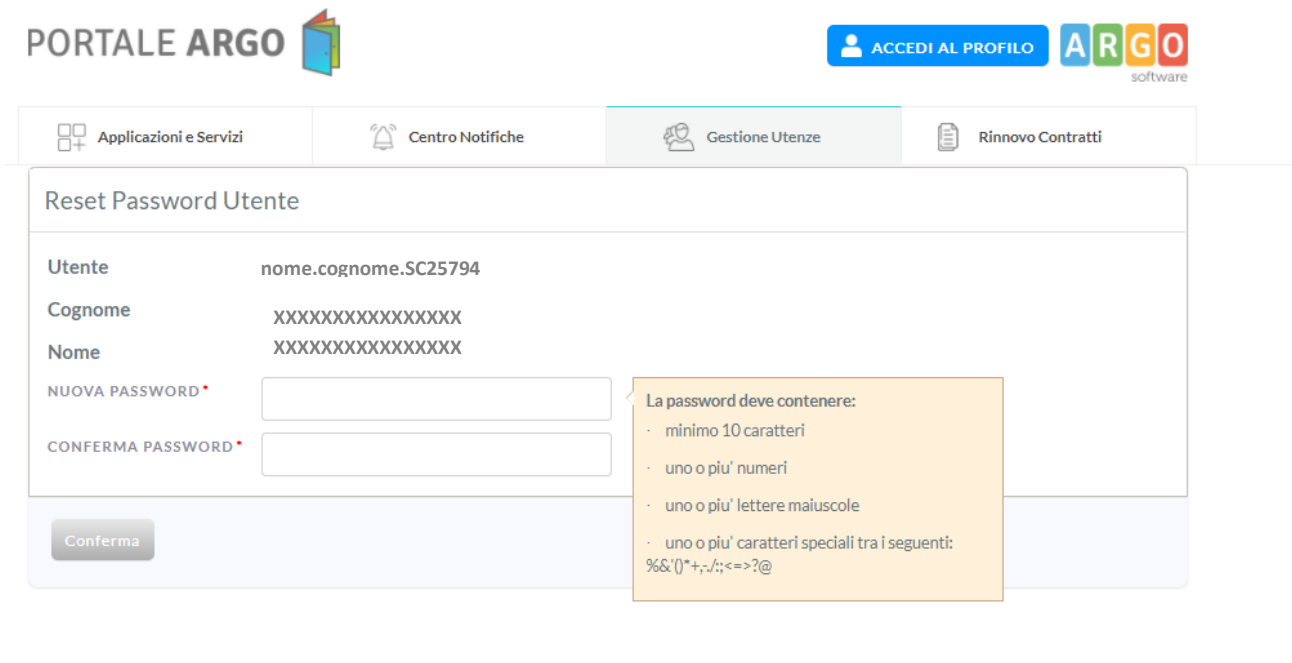 PORTALE ARGO
ACCEDI AL PROFILO
ARGO
software
Applicazioni e Servizi
Centro Notifiche
Gestione Utenze
Rinnovo Contratti
Reset Password Utente
Utente nome.cognome.SC25794
Cognome XXXXXXXXXXXXXXXX
Nome XXXXXXXXXXXXXXXX
NUOVA PASSWORD*
CONFERMA PASSWORD*
La password deve contenere:
· minimo 10 caratteri
· uno o piu' numeri
· uno o piu' lettere maiuscole
· uno o piu' caratteri speciali tra i seguenti:
%&'()*+,-./:;<=>?@
Conferma